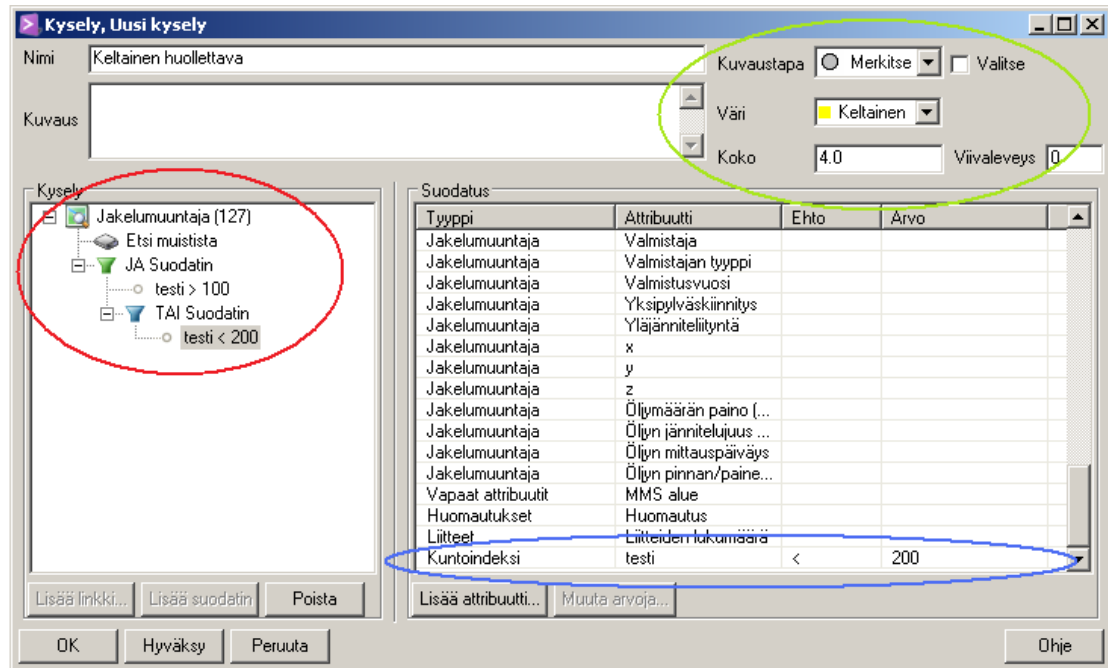 Kysely, Uusi kysely
Nimi Keltainen huollettava
Kuvaustapa Merkitse Valitse
Kuvaus
Väri Keltainen
Koko 4.0 Viivaleveys 0
Kysely
Jakelumuuntaja (127)
Etsi muistista
JA Suodatin
testi > 100
TAI Suodatin
testi < 200
Suodatus
Tyyppi Attribuutti Ehto Arvo
Jakelumuuntaja Valmistaja
Jakelumuuntaja Valmistajan tyyppi
Jakelumuuntaja Valmistusvuosi
Jakelumuuntaja Yksipylväskiinnitys
Jakelumuuntaja Yläjänniteliityntä
Jakelumuuntaja x
Jakelumuuntaja y
Jakelumuuntaja z
Jakelumuuntaja Öljymäärän paino (...
Jakelumuuntaja Öljyn jännitelujuus ...
Jakelumuuntaja Öljyn mittauspäiväys
Jakelumuuntaja Öljyn pinnan/paine...
Vapaat attribuutit MMS alue
Huomautukset Huomautus
Liitteet Liitteiden lukumäärä
Kuntoindeksi testi < 200
Lisää linkki... Lisää suodatin Poista
Lisää attribuutti... Muuta arvoja...
OK Hyväksy Peruuta Ohje